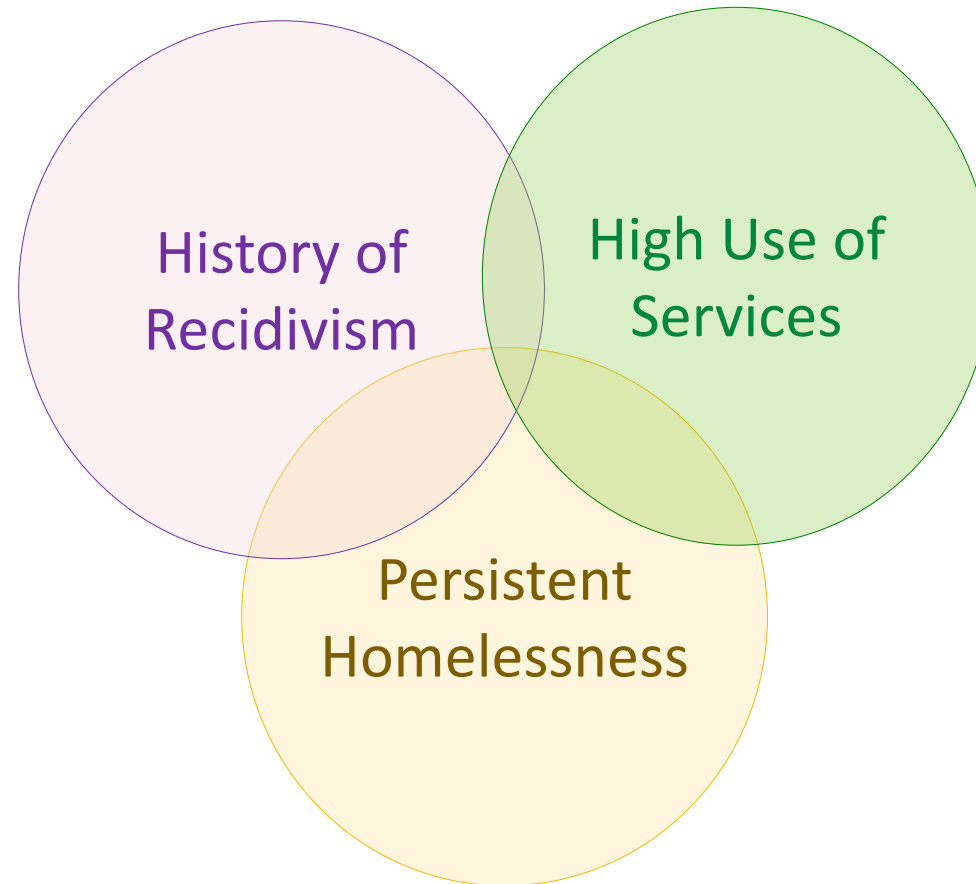 History of
Recidivism
High Use of
Services
Persistent
Homelessness